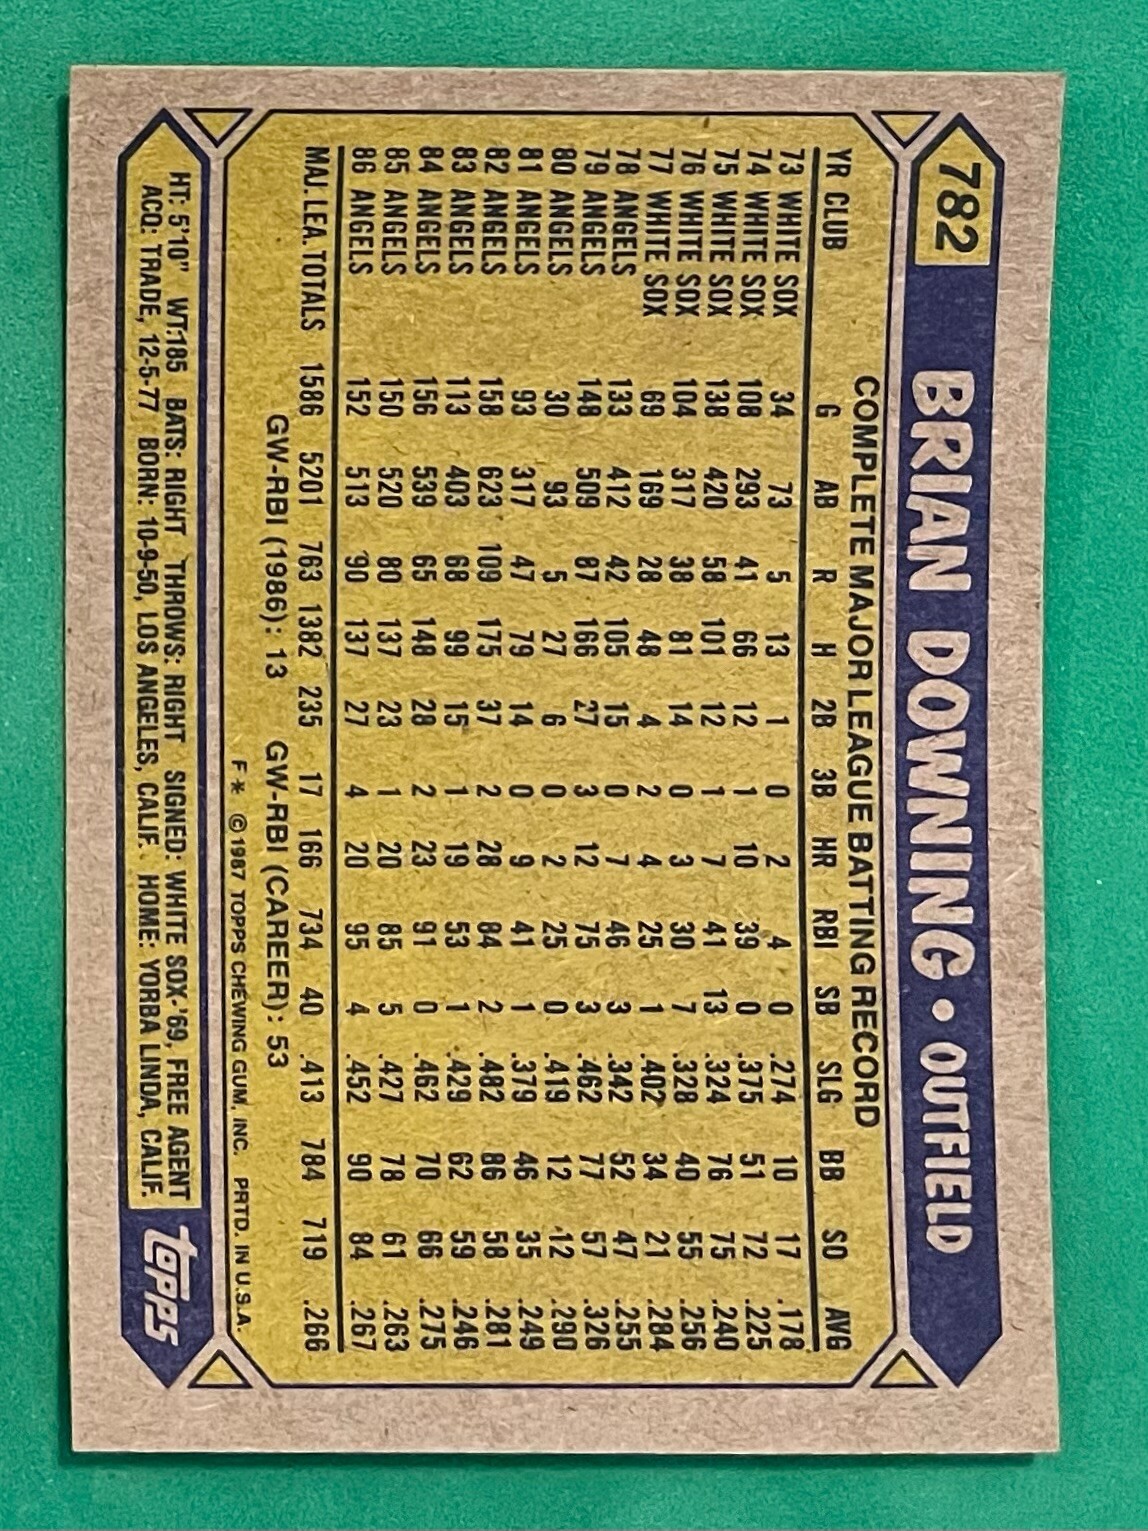 782 BRIAN DOWNING • OUTFIELD
COMPLETE MAJOR LEAGUE BATTING RECORD
YR CLUB G AB R H 2B 3B HR RBI SB SLG BB SO AVG
73 WHITE SOX 34 73 5 13 1 0 2 4 0 .274 10 17 .178
74 WHITE SOX 108 293 41 66 12 1 10 39 0 .375 51 72 .225
75 WHITE SOX 138 420 58 101 12 1 7 41 13 .324 76 75 .240
76 WHITE SOX 104 317 38 81 14 0 3 30 7 .328 40 55 .256
77 WHITE SOX 69 169 28 48 4 2 4 25 1 .402 34 21 .284
78 ANGELS 133 412 42 105 15 0 7 46 3 .342 52 47 .255
79 ANGELS 148 509 87 166 27 3 12 75 3 .462 77 57 .326
80 ANGELS 30 93 5 27 6 0 2 25 0 .419 12 12 .290
81 ANGELS 93 317 47 79 14 0 9 41 1 .379 46 35 .249
82 ANGELS 158 623 109 175 37 2 28 84 2 .482 86 58 .281
83 ANGELS 113 403 68 99 15 1 19 53 1 .429 62 59 .246
84 ANGELS 156 539 65 148 28 2 23 91 0 .462 70 66 .275
85 ANGELS 150 520 80 137 23 1 20 85 5 .427 78 61 .263
86 ANGELS 152 513 90 137 27 4 20 95 4 .452 90 84 .267
MAJ. LEA. TOTALS 1586 5201 763 1382 235 17 166 734 40 .413 784 719 .266
GW-RBI (1986): 13 GW-RBI (CAREER): 53
F* © 1987 TOPPS CHEWING GUM, INC. PRTD. IN U.S.A.
HT: 5'10" WT: 185 BATS: RIGHT THROWS: RIGHT SIGNED: WHITE SOX-'69, FREE AGENT
ACQ: TRADE, 12-5-77 BORN: 10-9-50, LOS ANGELES, CALIF. HOME: YORBA LINDA, CALIF.
topps